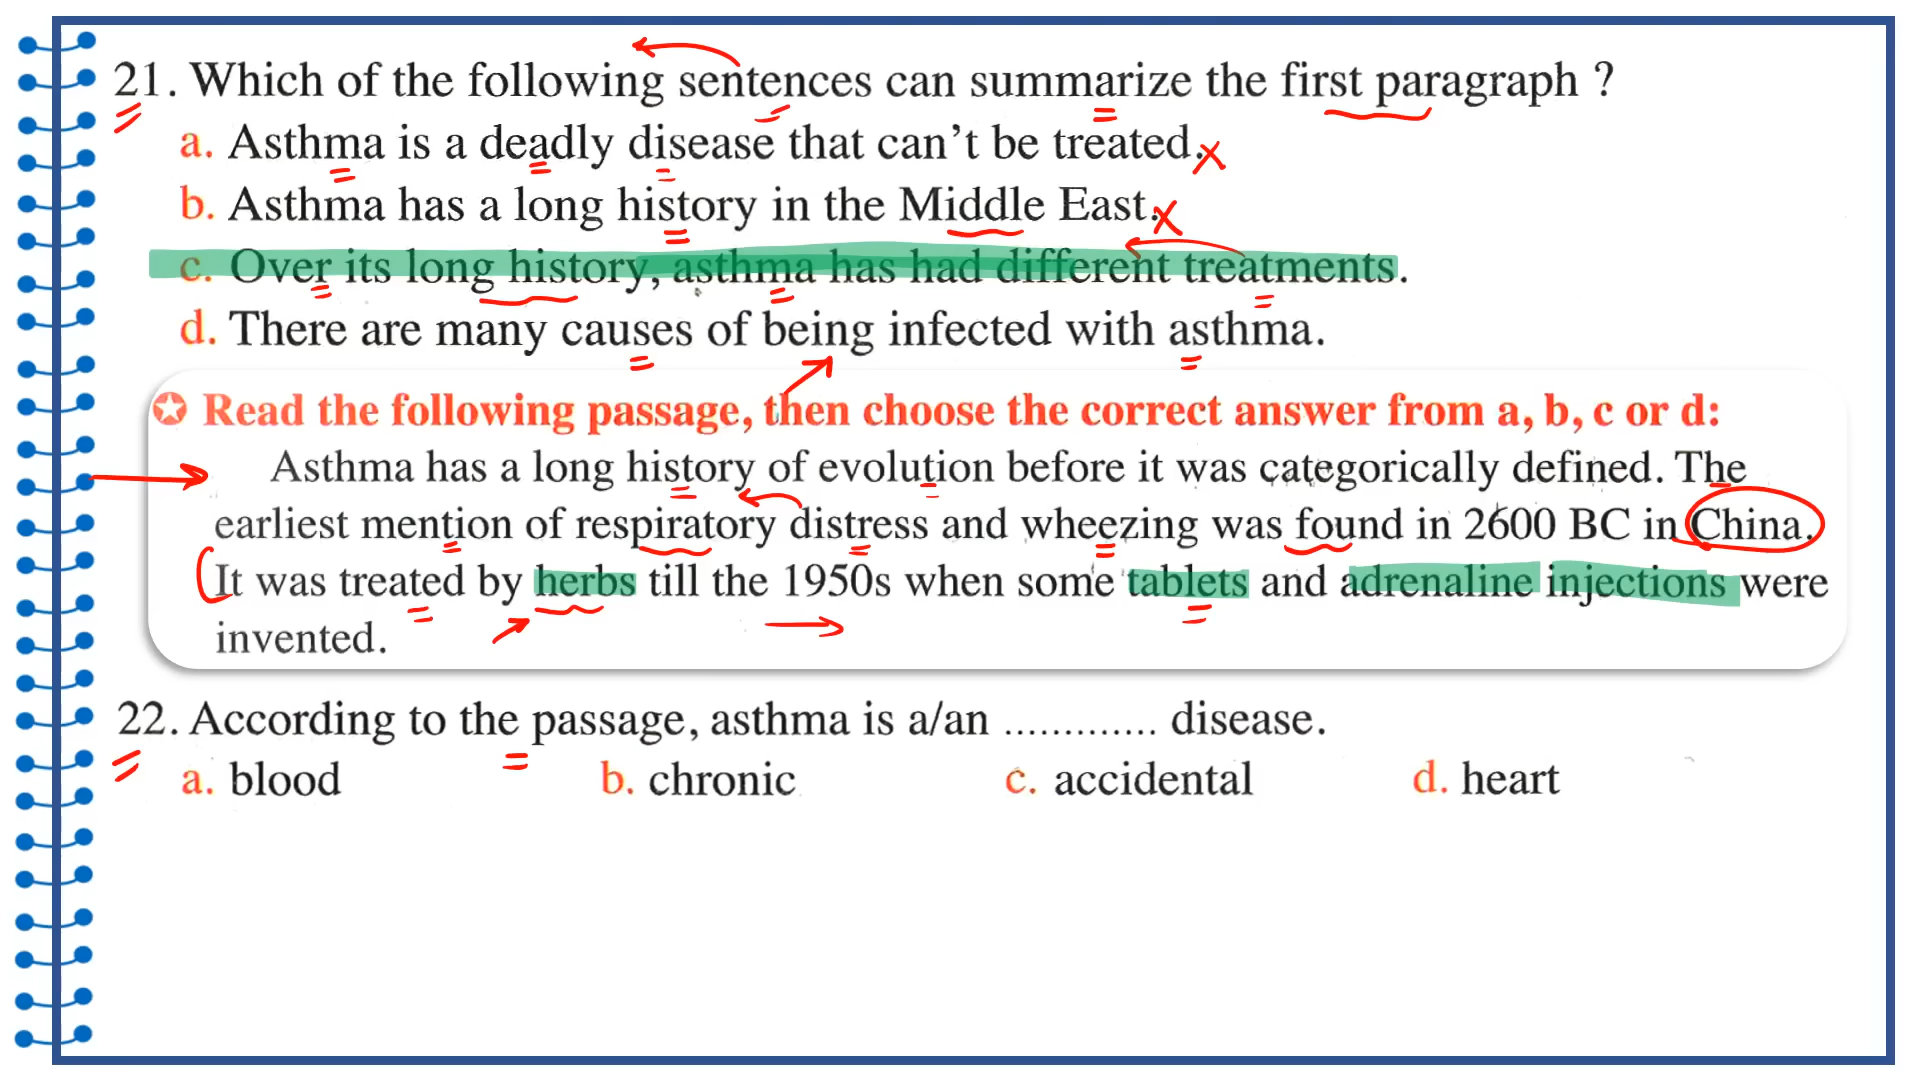 21. Which of the following sentences can summarize the first paragraph ?
a. Asthma is a deadly disease that can't be treated.
b. Asthma has a long history in the Middle East.
c. Over its long history, asthma has had different treatments.
d. There are many causes of being infected with asthma.
Read the following passage, then choose the correct answer from a, b, c or d:
Asthma has a long history of evolution before it was categorically defined. The
earliest mention of respiratory distress and wheezing was found in 2600 BC in China.
It was treated by herbs till the 1950s when some tablets and adrenaline injections were
invented.
22. According to the passage, asthma is a/an ............. disease.
a. blood b. chronic c. accidental d. heart